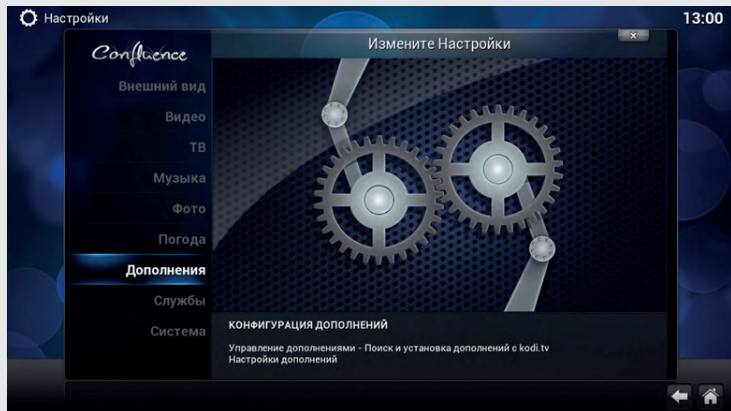 Настройки
13:00
Confluence
Измените Настройки
x
Внешний вид
Видео
ТВ
Музыка
Фото
Погода
Дополнения
Службы
Система
КОНФИГУРАЦИЯ ДОПОЛНЕНИЙ
Управление дополнениями - Поиск и установка дополнений с kodi.tv
Настройки дополнений